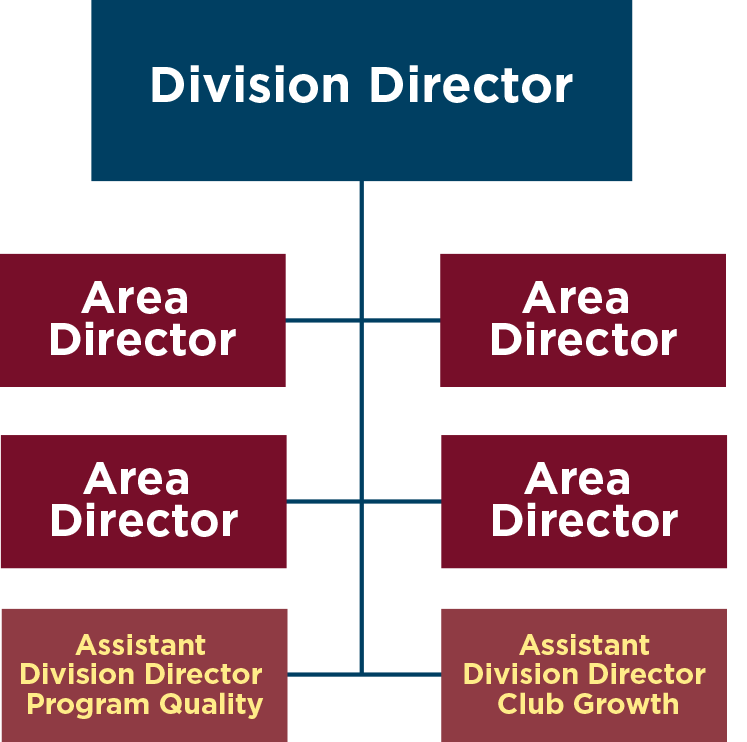 Division Director
Area
Director
Area
Director
Area
Director
Area
Director
Assistant
Division Director
Program Quality
Assistant
Division Director
Club Growth